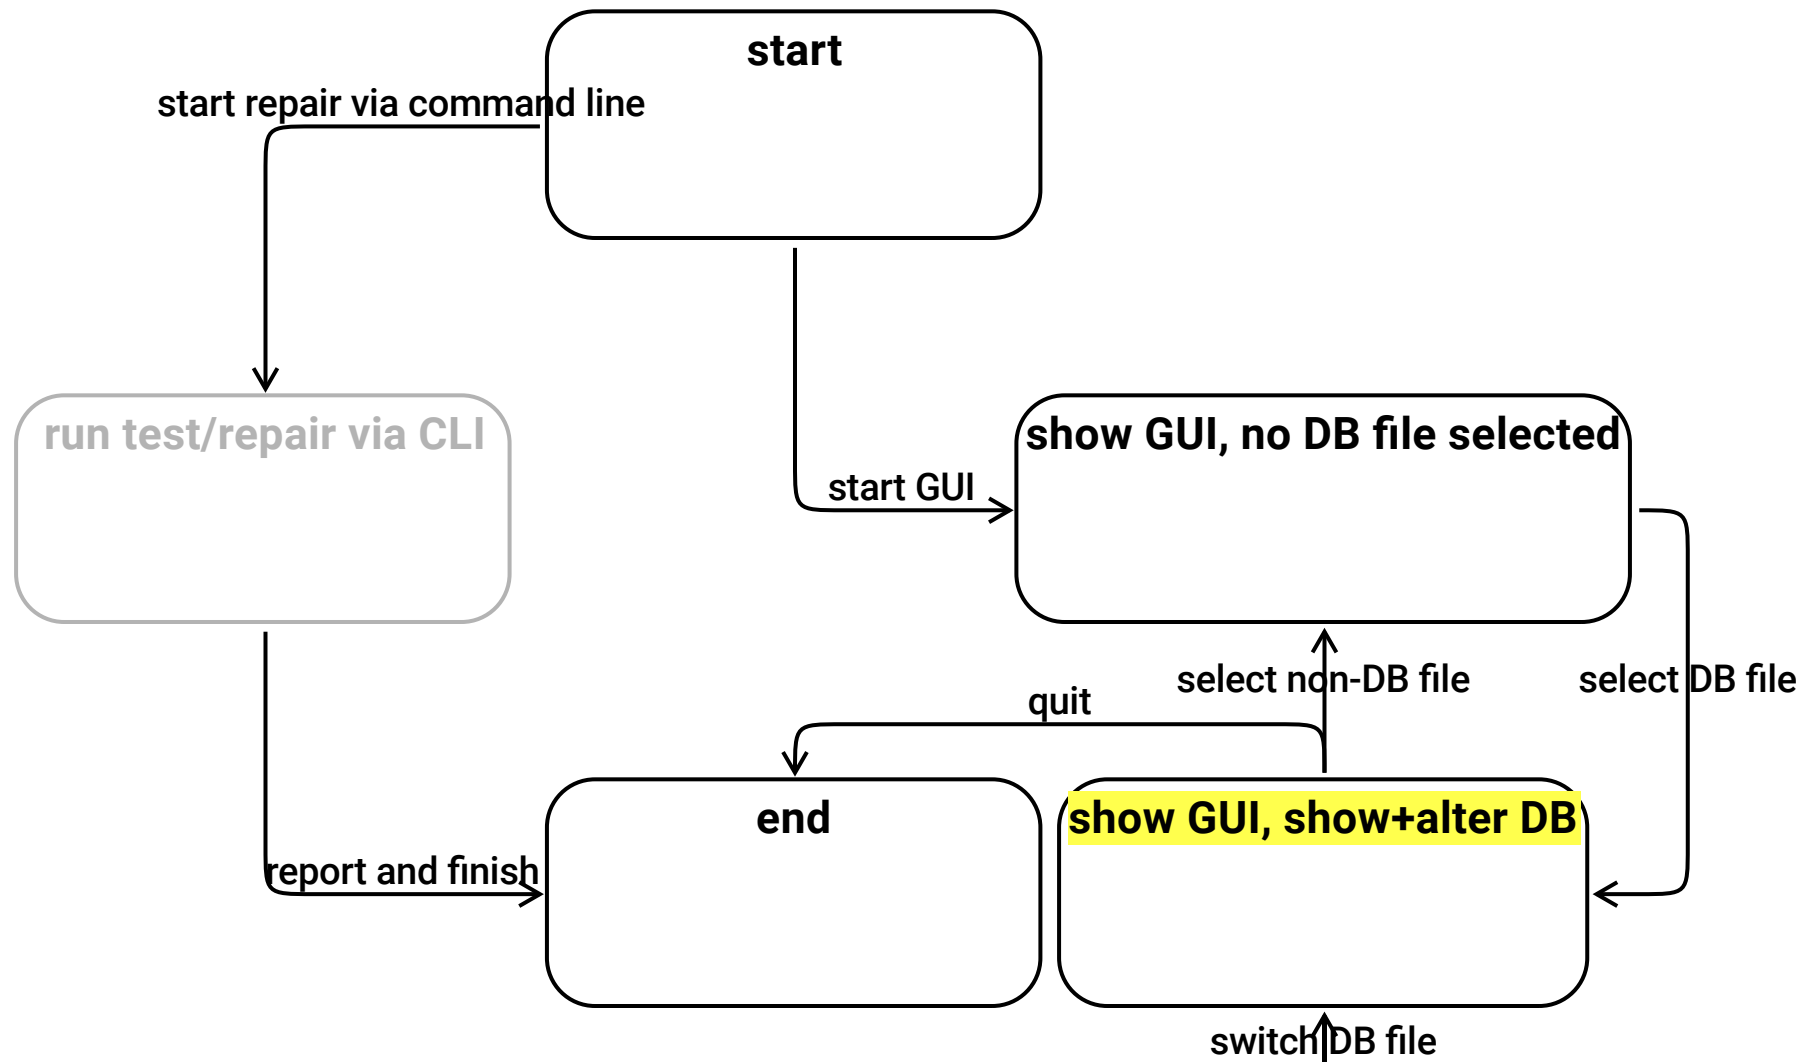 start
start repair via command line
run test/repair via CLI
show GUI, no DB file selected
start GUI
select non-DB file
select DB file
quit
end
show GUI, show+alter DB
report and finish
switch DB file